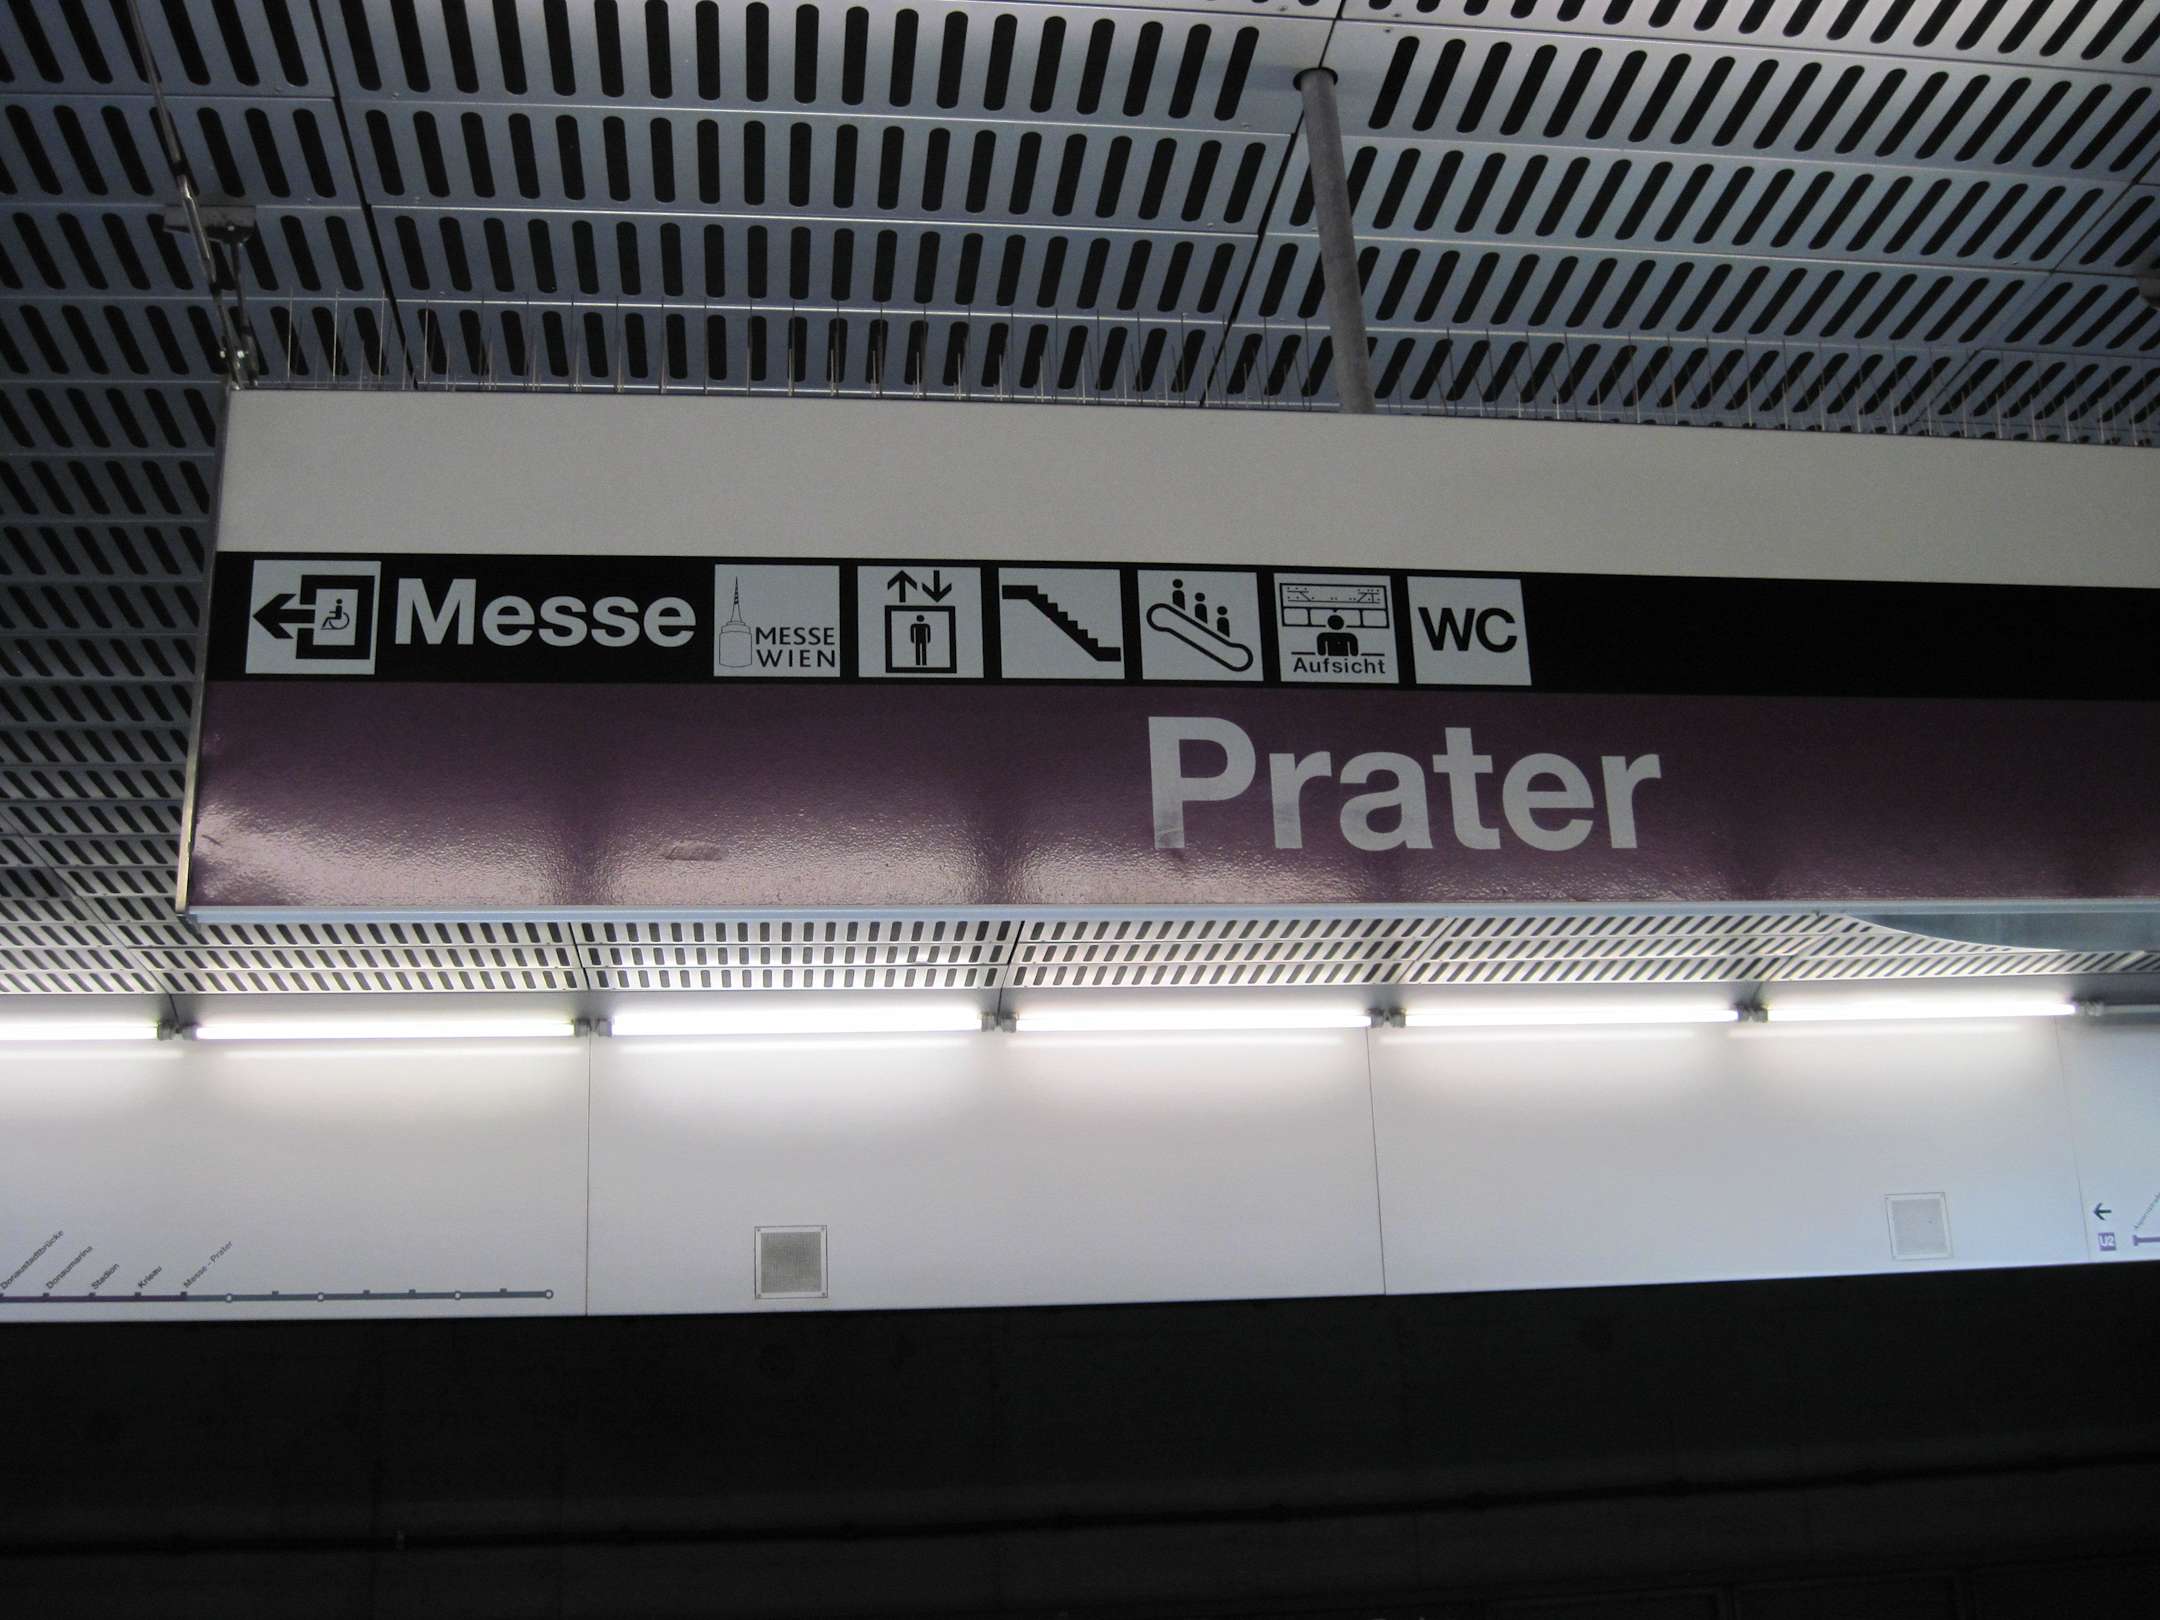 Messe
MESSE
WIEN
Aufsicht
WC
Prater
Donaustadtbrücke
Donaumarina
Stadion
Krieau
Messe - Prater
U2